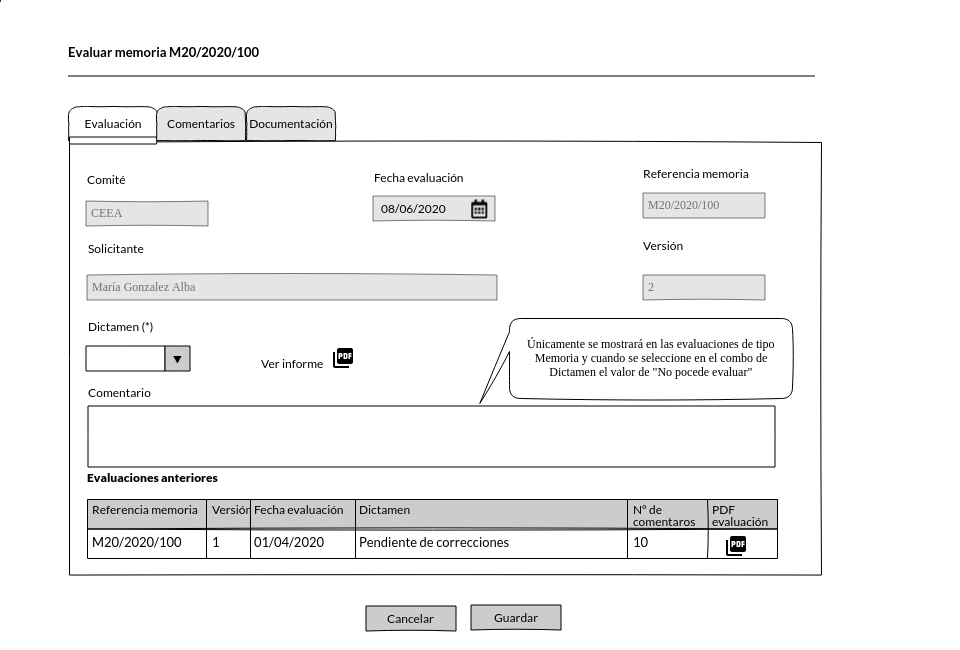 Evaluar memoria M20/2020/100
Evaluación Comentarios Documentación
Comité Fecha evaluación Referencia memoria
CEEA 08/06/2020 M20/2020/100
Solicitante Versión
María Gonzalez Alba 2
Dictamen (*)
Ver informe PDF
Únicamente se mostrará en las evaluaciones de tipo
Memoria y cuando se seleccione en el combo de
Dictamen el valor de "No pocede evaluar"
Comentario
Evaluaciones anteriores
Referencia memoria Versión Fecha evaluación Dictamen Nº de comentaros PDF evaluación
M20/2020/100 1 01/04/2020 Pendiente de correcciones 10 PDF
Cancelar Guardar